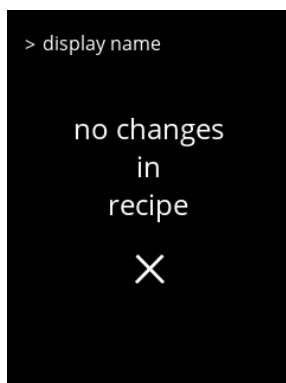 > display name
no changes
in
recipe